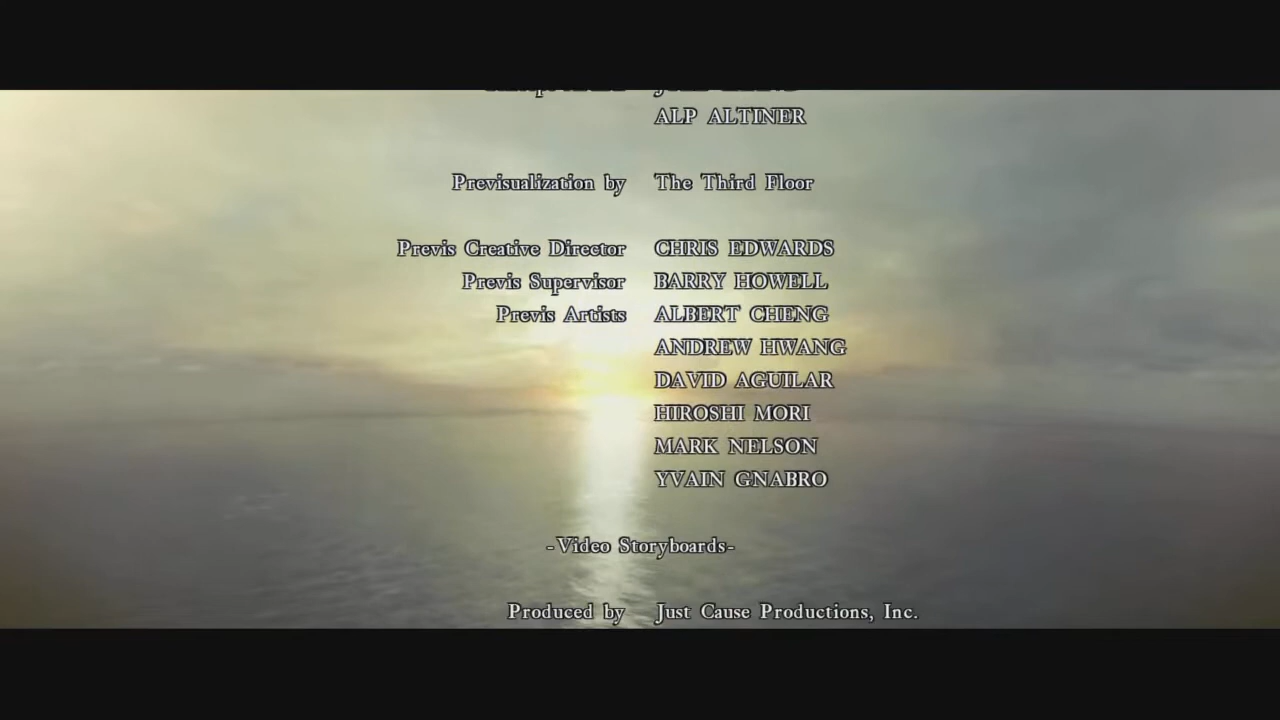 ALP ALTINER
Previsualization by The Third Floor
Previs Creative Director CHRIS EDWARDS
Previs Supervisor BARRY HOWELL
Previs Artists ALBERT CHENG
ANDREW HWANG
DAVID AGUILAR
HIROSHI MORI
MARK NELSON
YVAIN GNABRO
-Video Storyboards-
Produced by Just Cause Productions, Inc.